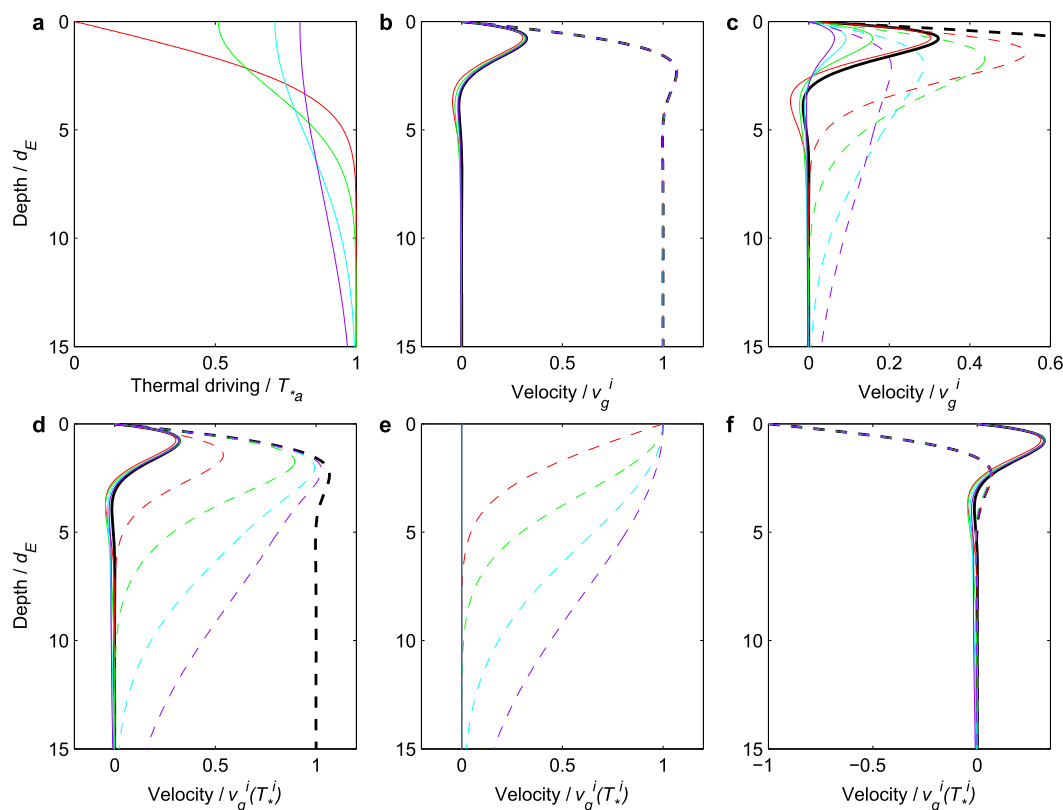 a
b
c
0
5
10
15
Depth / d_E
0 0.5 1
Thermal driving / T_*a
0
5
10
15
0 0.5 1
Velocity / v_g^i
0
5
10
15
0 0.2 0.4 0.6
Velocity / v_g^i
d
e
f
0
5
10
15
Depth / d_E
0 0.5 1
Velocity / v_g^i(T_*^i)
0
5
10
15
0 0.5 1
Velocity / v_g^i(T_*^i)
0
5
10
15
−1 −0.5 0
Velocity / v_g^i(T_*^i)